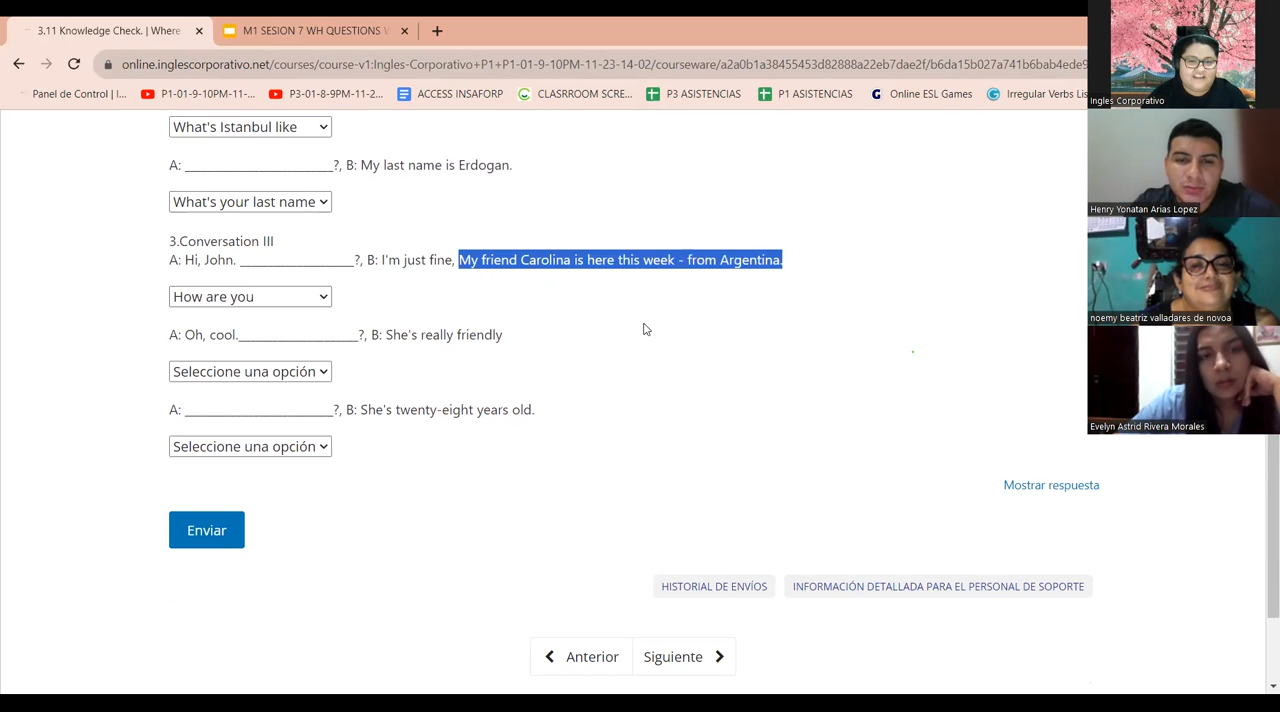 3.11 Knowledge Check. | Where
M1 SESION 7 WH QUESTIONS
online.inglescorporativo.net/courses/course-v1:Ingles-Corporativo+P1+P1-01-9-10PM-11-23-14-02/courseware/a2a0b1a38455453d82888a22eb7dae2f/b6da15b027a741b6bab4ede9
Panel de Control | I...
P1-01-9-10PM-11-...
P3-01-8-9PM-11-2...
ACCESS INSAFORP
CLASRROOM SCRE...
P3 ASISTENCIAS
P1 ASISTENCIAS
Online ESL Games
Irregular Verbs Lis
Ingles Corporativo
What's Istanbul like
A: ________________________?, B: My last name is Erdogan.
What's your last name
Henry Yonatan Arias Lopez
3.Conversation III
A: Hi, John. __________________?, B: I'm just fine, My friend Carolina is here this week - from Argentina.
How are you
noemy beatriz valladares de novoa
A: Oh, cool.___________________?, B: She's really friendly
Seleccione una opción
A: ________________________?, B: She's twenty-eight years old.
Evelyn Astrid Rivera Morales
Seleccione una opción
Mostrar respuesta
Enviar
HISTORIAL DE ENVÍOS
INFORMACIÓN DETALLADA PARA EL PERSONAL DE SOPORTE
Anterior
Siguiente